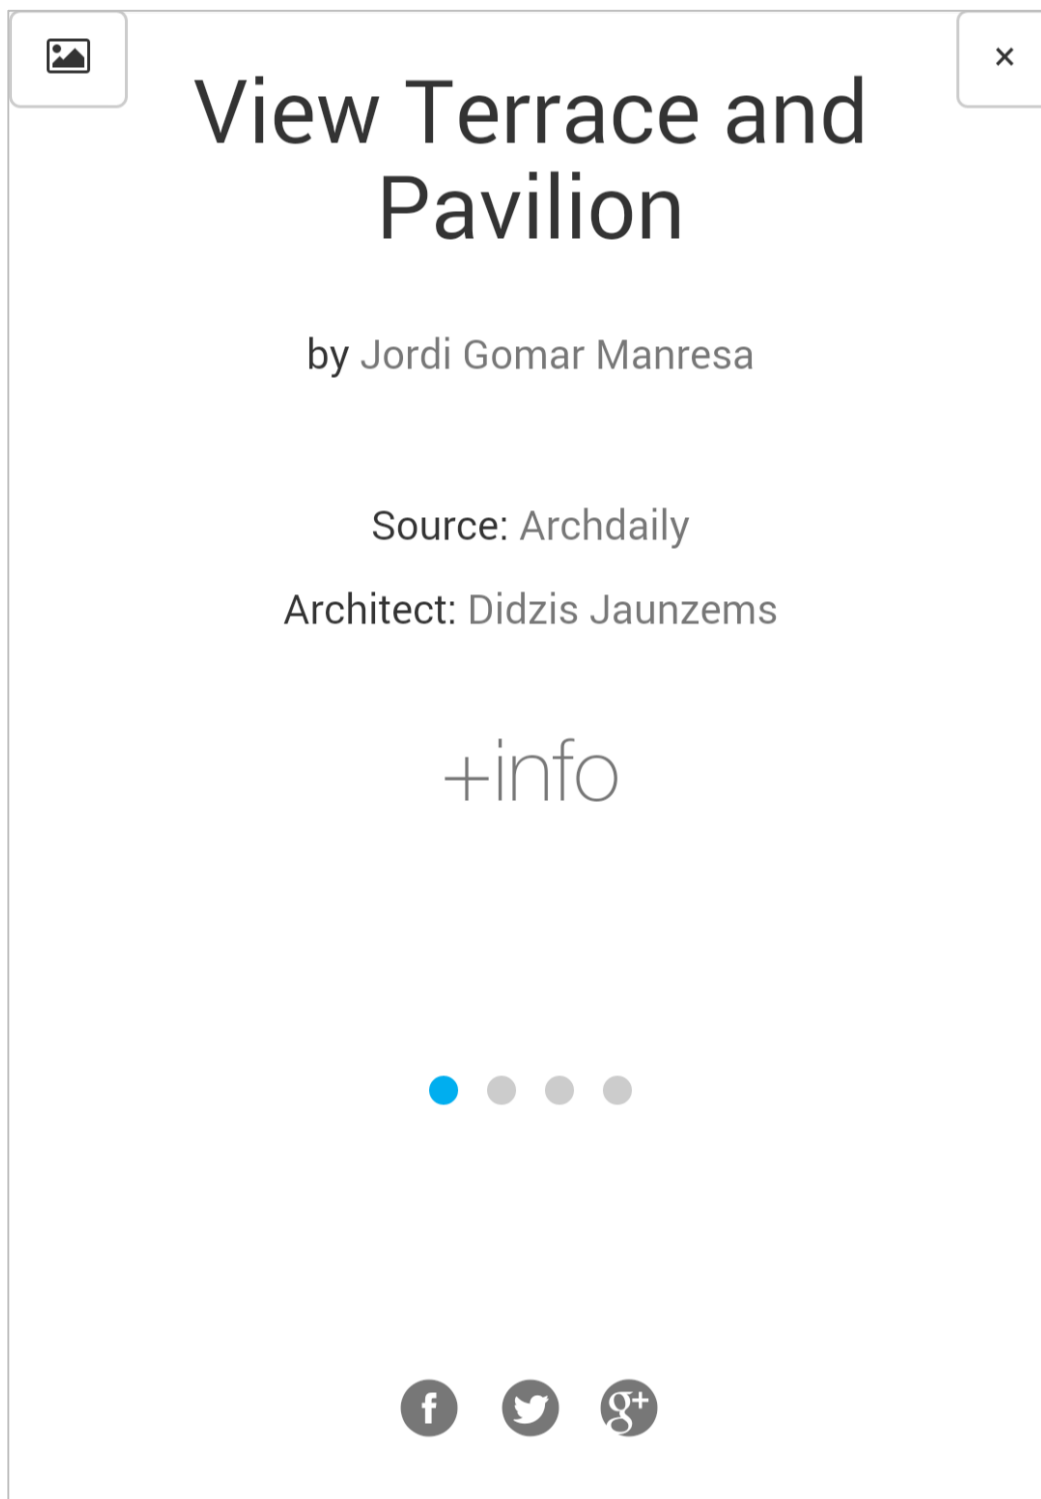 ×
View Terrace and
Pavilion
by Jordi Gomar Manresa
Source: Archdaily
Architect: Didzis Jaunzems
+info
f g+